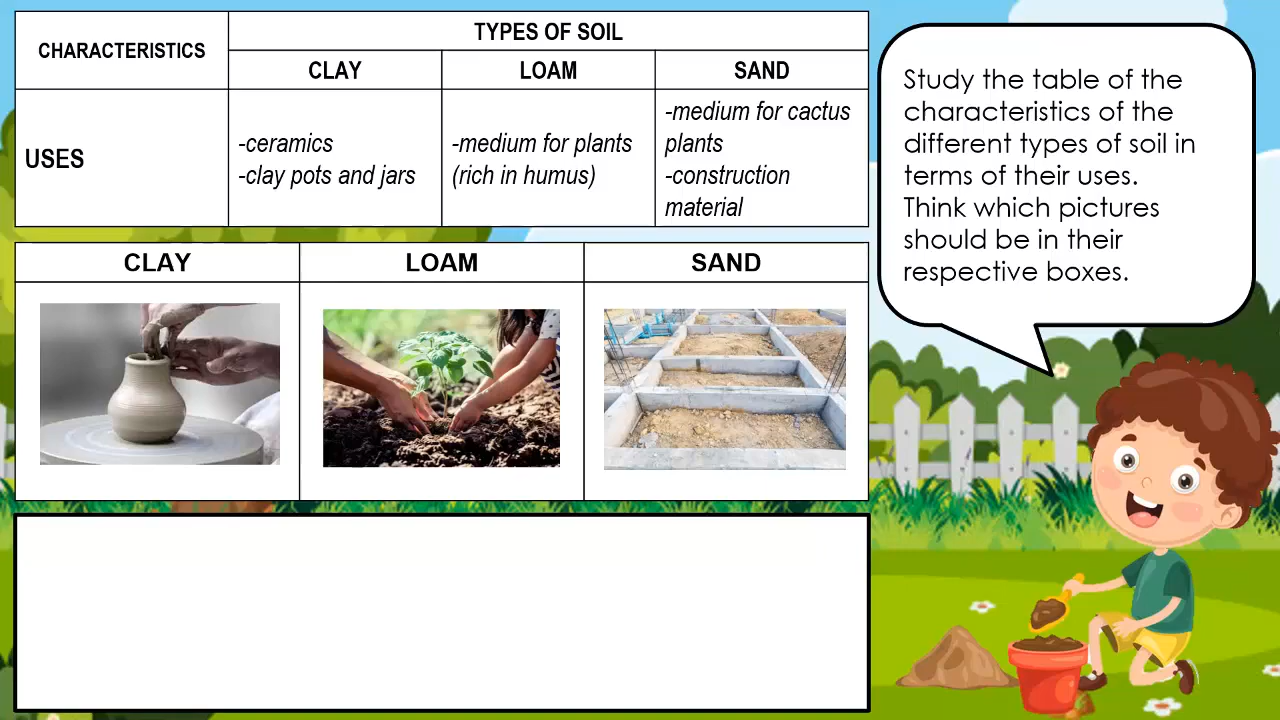 CHARACTERISTICS
TYPES OF SOIL
CLAY
LOAM
SAND
USES
-ceramics
-clay pots and jars
-medium for plants
(rich in humus)
-medium for cactus
plants
-construction
material
CLAY
LOAM
SAND
Study the table of the
characteristics of the
different types of soil in
terms of their uses.
Think which pictures
should be in their
respective boxes.